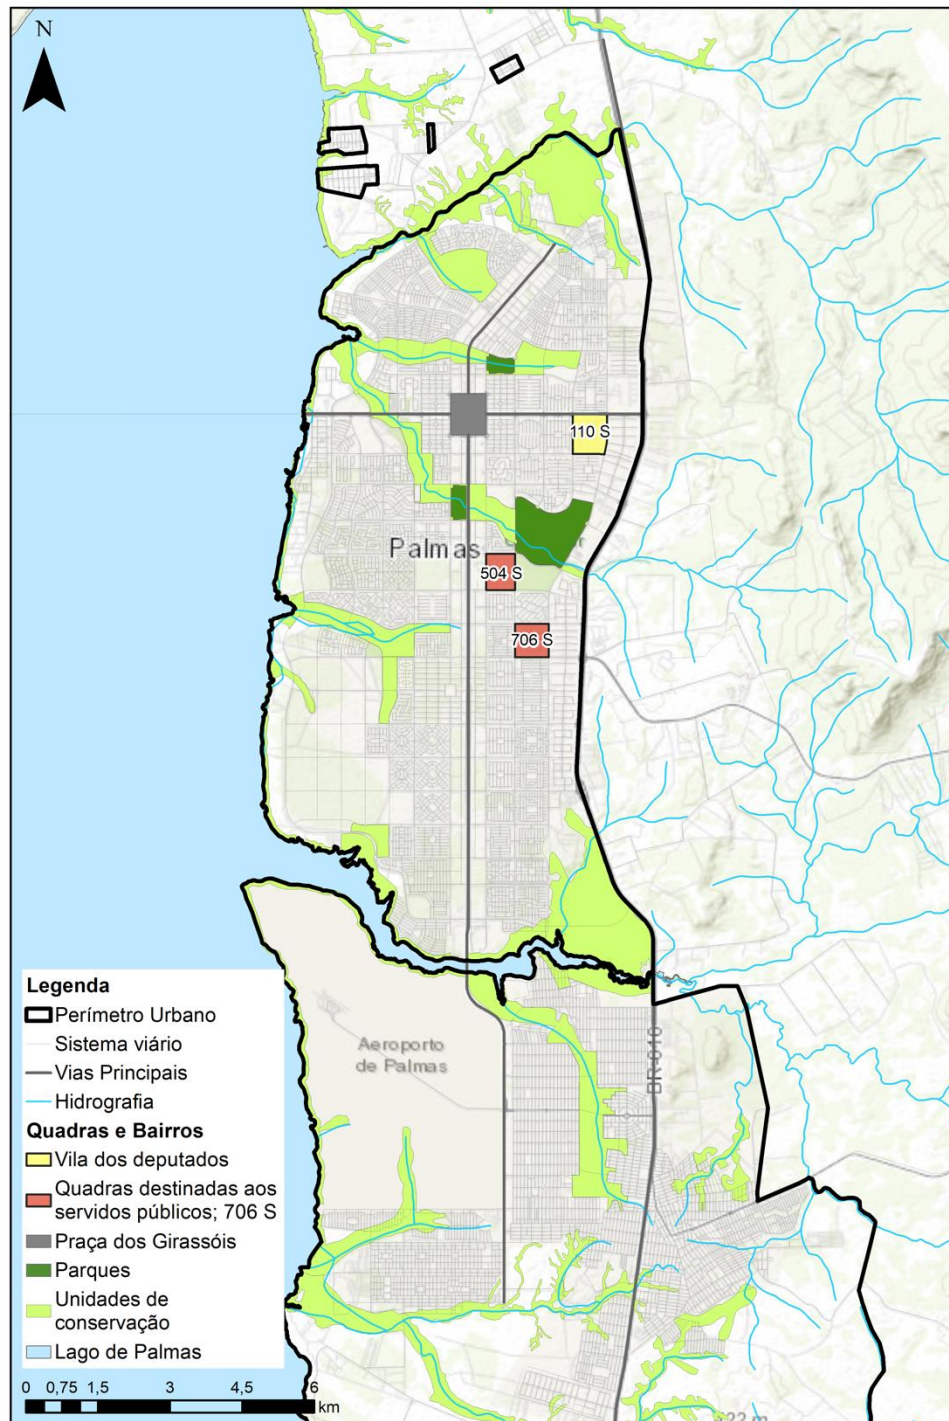 N
110 S
Palmas
504 S
706 S
Legenda
Perímetro Urbano
Sistema viário
Vias Principais
Hidrografia
Quadras e Bairros
Vila dos deputados
Quadras destinadas aos
servidos públicos; 706 S
Praça dos Girassóis
Parques
Unidades de
conservação
Lago de Palmas
Aeroporto
de Palmas
BR-010
0 0,75 1,5 3 4,5 6
km